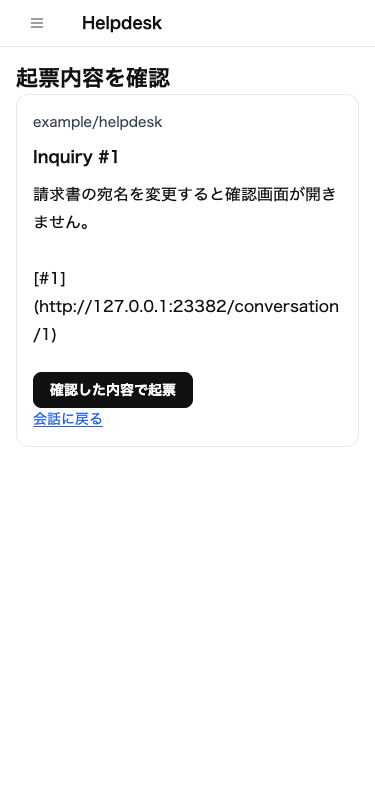 Helpdesk
起票内容を確認
example/helpdesk
Inquiry #1
請求書の宛名を変更すると確認画面が開き
ません。
[#1]
(http://127.0.0.1:23382/conversation
/1)
確認した内容で起票
会話に戻る